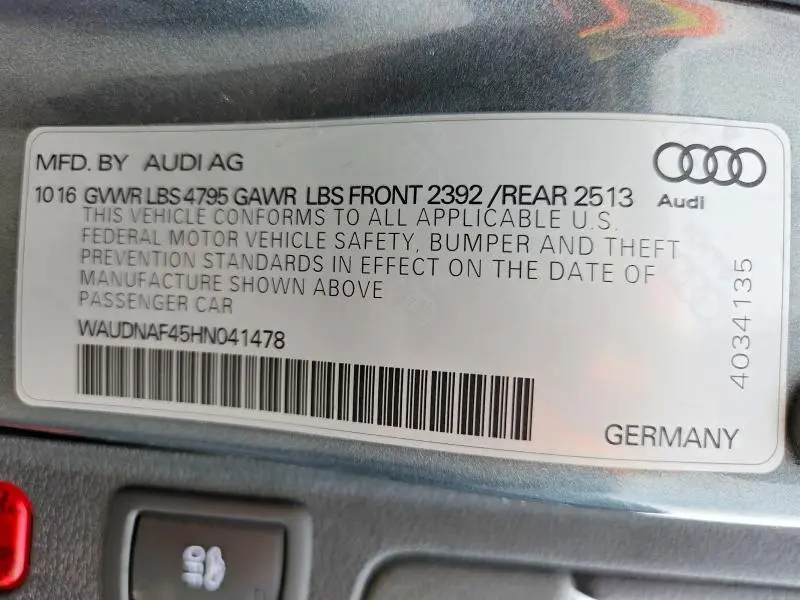 MFD. BY AUDI AG
10 16 GVWR LBS 4795 GAWR LBS FRONT 2392 /REAR 2513
Audi
THIS VEHICLE CONFORMS TO ALL APPLICABLE U.S.
FEDERAL MOTOR VEHICLE SAFETY, BUMPER AND THEFT
PREVENTION STANDARDS IN EFFECT ON THE DATE OF
MANUFACTURE SHOWN ABOVE
PASSENGER CAR
WAUDNAF45HN041478
4034135
GERMANY
OFF